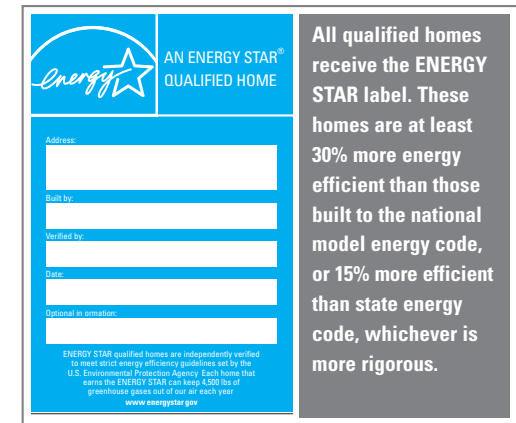 energy
AN ENERGY STAR®
QUALIFIED HOME
Address:
Built by:
Verified by:
Date:
Optional in ormation:
ENERGY STAR qualified homes are independently verified
to meet strict energy efficiency guidelines set by the
U.S. Environmental Protection Agency Each home that
earns the ENERGY STAR can keep 4,500 lbs of
greenhouse gases out of our air each year
www energystar gov
All qualified homes
receive the ENERGY
STAR label. These
homes are at least
30% more energy
efficient than those
built to the national
model energy code,
or 15% more efficient
than state energy
code, whichever is
more rigorous.